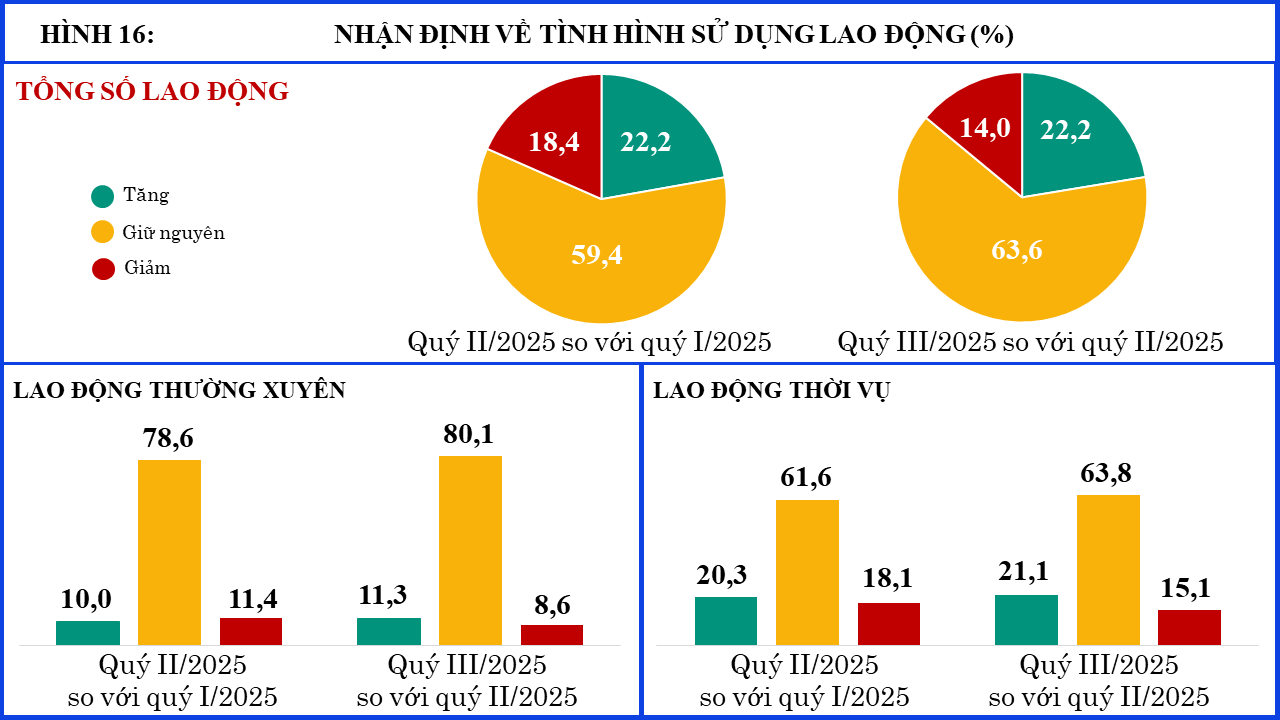 HÌNH 16: NHẬN ĐỊNH VỀ TÌNH HÌNH SỬ DỤNG LAO ĐỘNG (%)
TỔNG SỐ LAO ĐỘNG
Tăng
Giữ nguyên
Giảm
18,4 22,2
59,4
Quý II/2025 so với quý I/2025
14,0 22,2
63,6
Quý III/2025 so với quý II/2025
LAO ĐỘNG THƯỜNG XUYÊN
10,0 78,6 11,4
Quý II/2025
so với quý I/2025
11,3 80,1 8,6
Quý III/2025
so với quý II/2025
LAO ĐỘNG THỜI VỤ
20,3 61,6 18,1
Quý II/2025
so với quý I/2025
21,1 63,8 15,1
Quý III/2025
so với quý II/2025